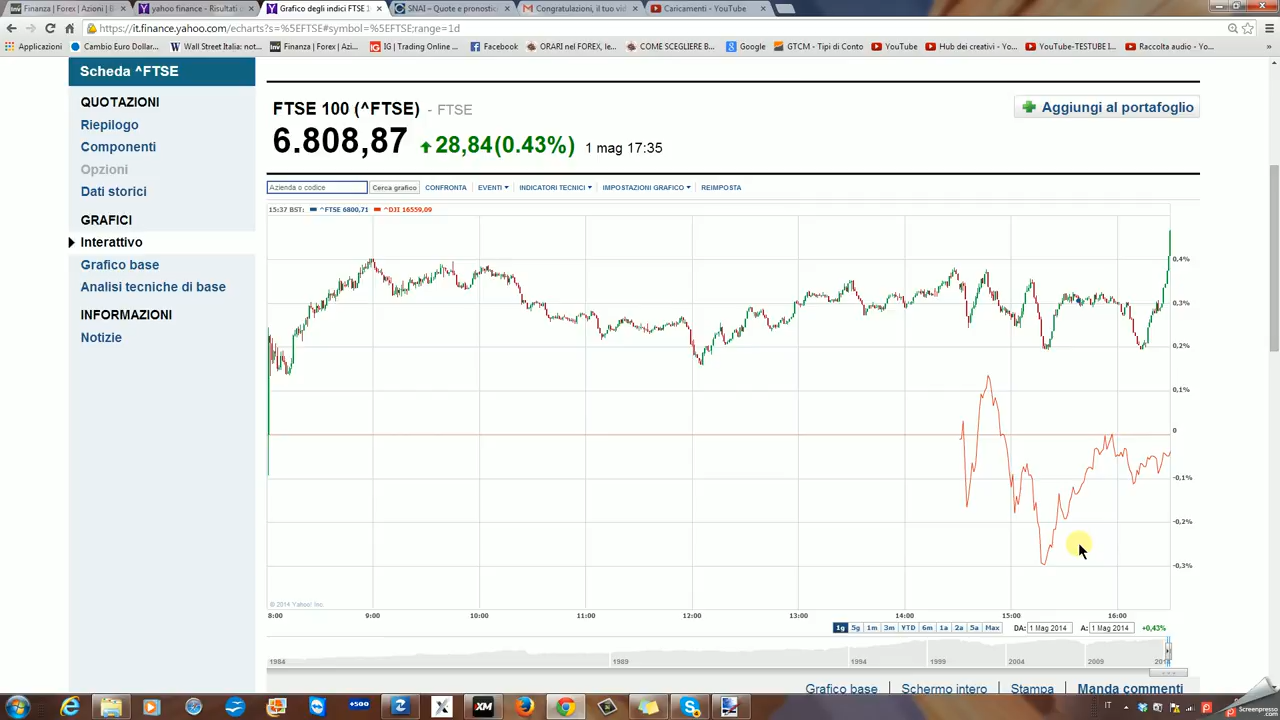 Finanza | Forex | Azioni | B
yahoo finance - Risultati
Grafico degli indici FTSE 1
SNAI – Quote e pronostic
Congratulazioni, il tuo vid
Caricamenti - YouTube
https://it.finance.yahoo.com/echarts?s=%5EFTSE#symbol=%5EFTSE;range=1d
Applicazioni
Cambio Euro Dollar...
Wall Street Italia: not...
Finanza | Forex | Azi...
IG | Trading Online ...
Facebook
ORARI nel FOREX, le...
COME SCEGLIERE B...
Google
GTCM - Tipi di Conto
YouTube
Hub dei creativi - Yo...
YouTube-TESTUBE I...
Raccolta audio - Yo...
Scheda ^FTSE
QUOTAZIONI
Riepilogo
Componenti
Opzioni
Dati storici
GRAFICI
Interattivo
Grafico base
Analisi tecniche di base
INFORMAZIONI
Notizie
FTSE 100 (^FTSE) - FTSE
Aggiungi al portafoglio
6.808,87 28,84(0.43%) 1 mag 17:35
Azienda o codice
Cerca grafico
CONFRONTA
EVENTI
INDICATORI TECNICI
IMPOSTAZIONI GRAFICO
REIMPOSTA
15:37 BST: ^FTSE 6800,71 ^DJI 16559,09
0,4%
0,3%
0,2%
0,1%
0
-0,1%
-0,2%
-0,3%
© 2014 Yahoo! Inc.
8:00 9:00 10:00 11:00 12:00 13:00 14:00 15:00 16:00
1g 5g 1m 3m YTD 6m 1a 2a 5a Max DA: 1 Mag 2014 A: 1 Mag 2014 +0,43%
1984 1989 1994 1999 2004 2009
Grafico base
Schermo intero
Stampa
Manda commenti
+500
XM
IT
Screenpresso